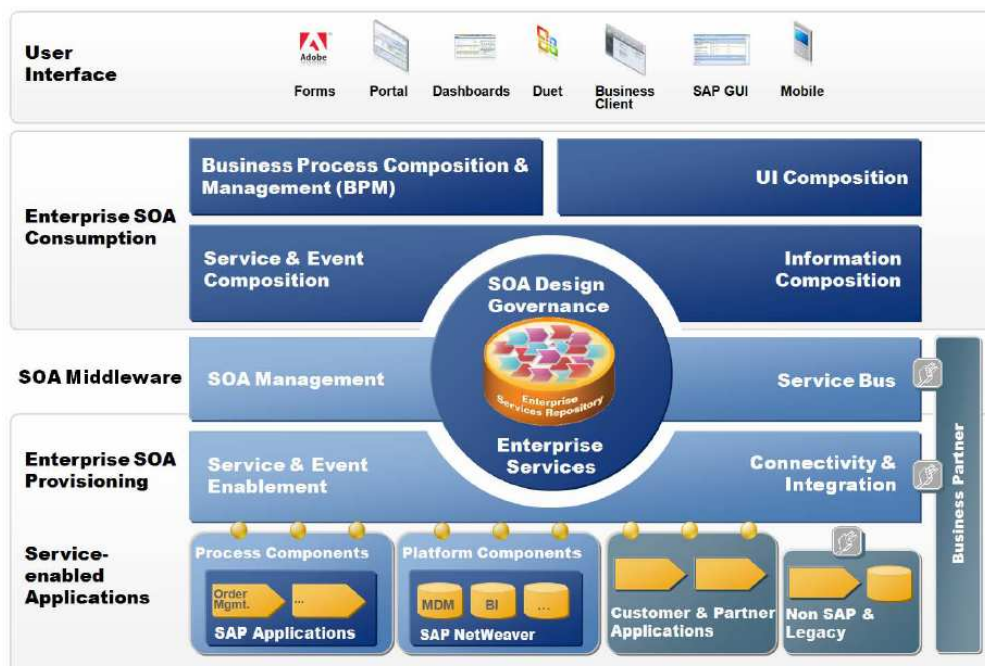 User
Interface
Adobe
Forms
Portal
Dashboards
Duet
Business
Client
SAP GUI
Mobile
Enterprise SOA
Consumption
Business Process Composition &
Management (BPM)
UI Composition
Service & Event
Composition
Information
Composition
SOA Design
Governance
Enterprise
Services Repository
Enterprise
Services
SOA Middleware
SOA Management
Service Bus
Enterprise SOA
Provisioning
Service & Event
Enablement
Connectivity &
Integration
Business Partner
Service-
enabled
Applications
Process Components
Order
Mgmt.
...
SAP Applications
Platform Components
MDM
BI
...
SAP NetWeaver
Customer & Partner
Applications
Non SAP &
Legacy